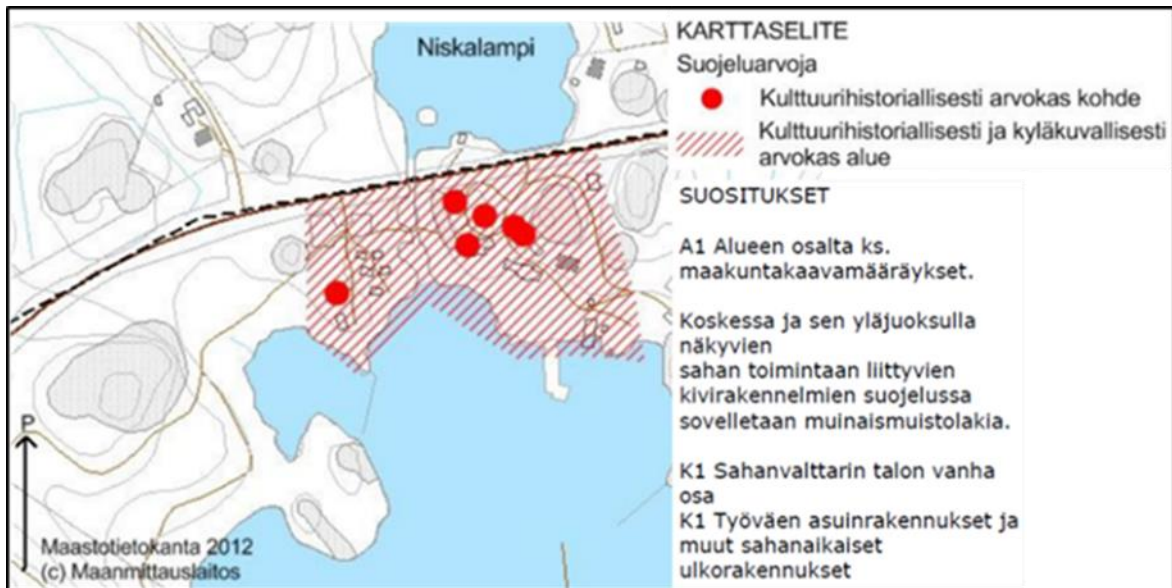 Niskalampi
P
Maastotietokanta 2012
(c) Maanmittauslaitos
KARTTASELITE
Suojeluarvoja
Kulttuurihistoriallisesti arvokas kohde
Kulttuurihistoriallisesti ja kyläkuvallisesti
arvokas alue
SUOSITUKSET
A1 Alueen osalta ks.
maakuntakaavamääräykset.
Koskessa ja sen yläjuoksulla
näkyvien
sahan toimintaan liittyvien
kivirakennelmien suojelussa
sovelletaan muinaismuistolakia.
K1 Sahanvalttarin talon vanha
osa
K1 Työväen asuinrakennukset ja
muut sahanaikaiset
ulkorakennukset